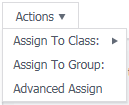 Actions ▼
Assign To Class: ▶
Assign To Group:
Advanced Assign